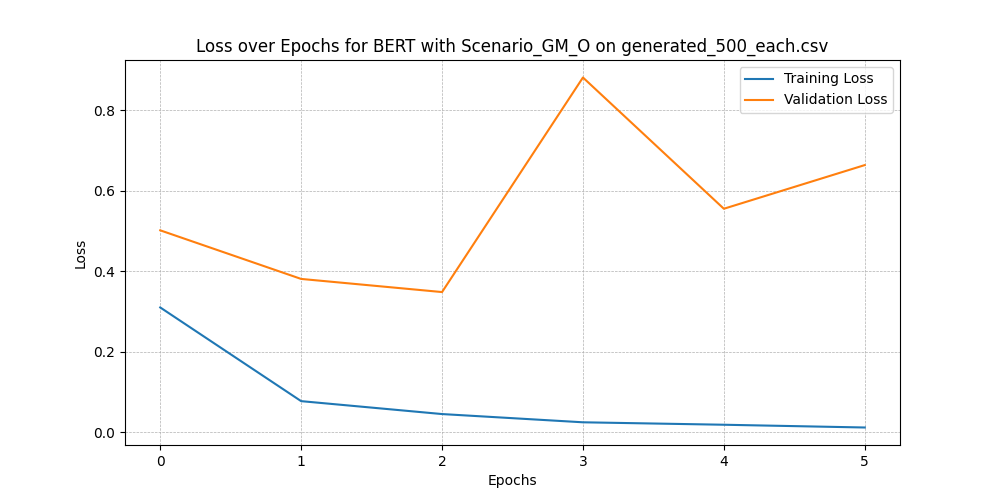 Loss over Epochs for BERT with Scenario_GM_O on generated_500_each.csv
Training Loss
Validation Loss
Loss
0.8
0.6
0.4
0.2
0.0
0 1 2 3 4 5
Epochs